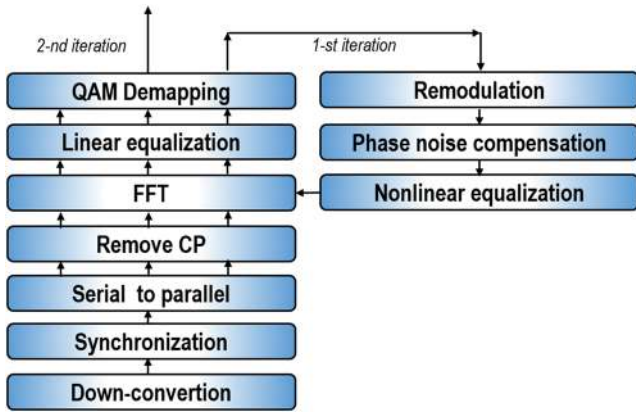 2-nd iteration
1-st iteration
QAM Demapping
Linear equalization
FFT
Remove CP
Serial to parallel
Synchronization
Down-convertion
Remodulation
Phase noise compensation
Nonlinear equalization